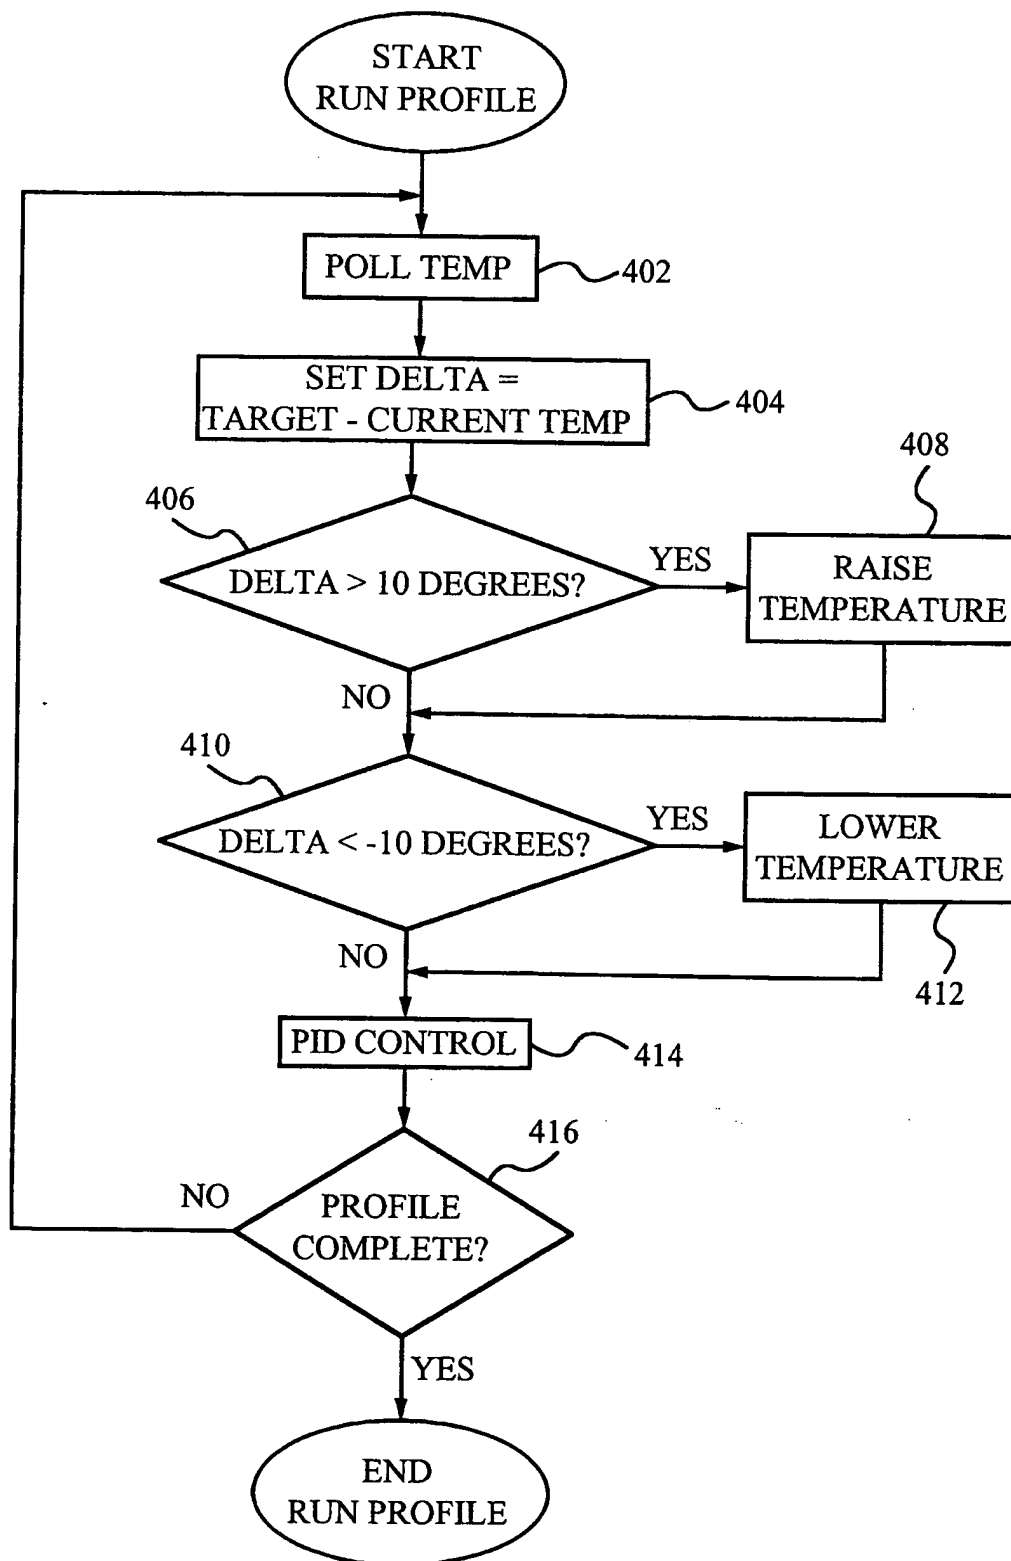 START
RUN PROFILE
POLL TEMP
402
SET DELTA =
TARGET - CURRENT TEMP
404
406
408
DELTA > 10 DEGREES?
YES
RAISE
TEMPERATURE
NO
410
DELTA < -10 DEGREES?
YES
LOWER
TEMPERATURE
NO
412
PID CONTROL
414
416
NO
PROFILE
COMPLETE?
YES
END
RUN PROFILE